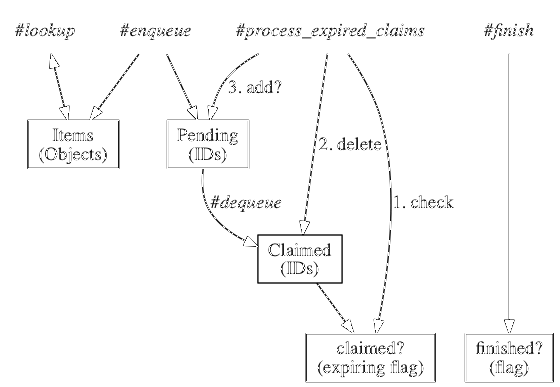 #lookup #enqueue #process_expired_claims #finish
3. add?
Items
(Objects)
Pending
(IDs)
2. delete
#dequeue
1. check
Claimed
(IDs)
claimed?
(expiring flag)
finished?
(flag)